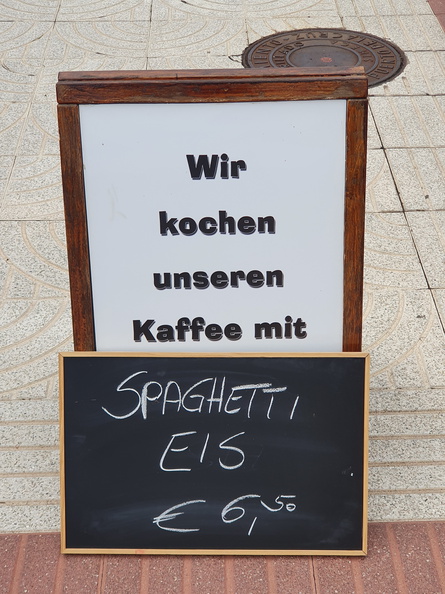 Wir
kochen
unseren
Kaffee mit
SPAGHETTI
EIS
€ 6,50